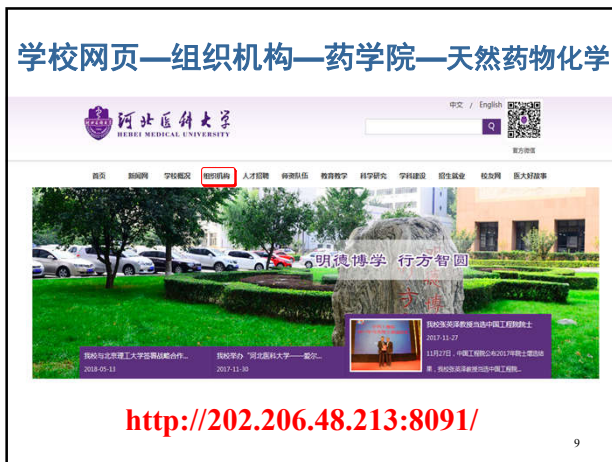 学校网页—组织机构—药学院—天然药物化学
中文 / English
河北医科大学
HEBEI MEDICAL UNIVERSITY
官方微信
首页 新闻网 学校概况 组织机构 人才招聘 师资队伍 教育教学 科学研究 学科建设 招生就业 校友网 医大好故事
明德博学 行方智圆
我校张英泽教授当选中国工程院院士
2017-11-27
11月27日，中国工程院公布2017年院士增选结
果，我校张英泽教授当选中国工程院...
我校与北京理工大学签署战略合作...
2018-05-13
我校举办“河北医科大学——爱尔...
2017-11-30
http://202.206.48.213:8091/
9